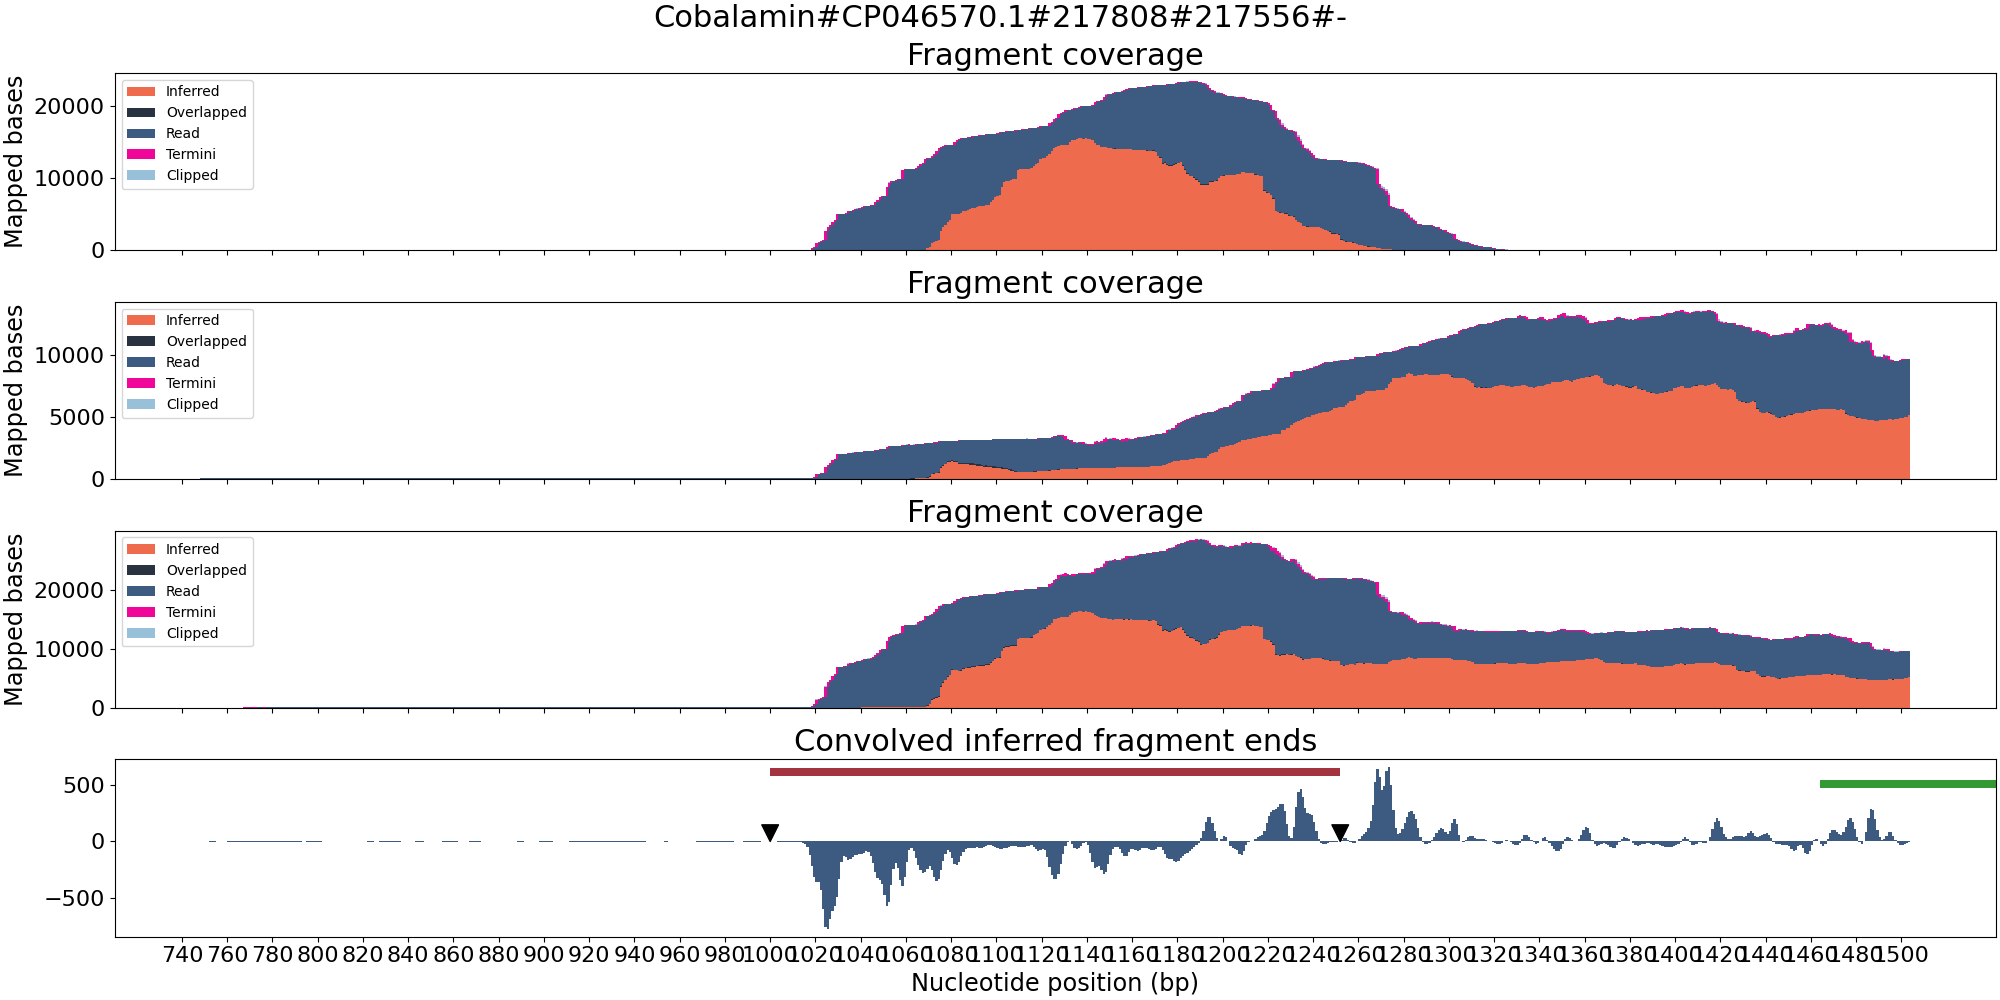 Cobalamin#CP046570.1#217808#217556#-
Fragment coverage
Mapped bases
20000
10000
0
Inferred
Overlapped
Read
Termini
Clipped
Fragment coverage
Mapped bases
10000
5000
0
Inferred
Overlapped
Read
Termini
Clipped
Fragment coverage
Mapped bases
20000
10000
0
Inferred
Overlapped
Read
Termini
Clipped
Convolved inferred fragment ends
500
0
−500
740 760 780 800 820 840 860 880 900 920 940 960 980 1000 1020 1040 1060 1080 1100 1120 1140 1160 1180 1200 1220 1240 1260 1280 1300 1320 1340 1360 1380 1400 1420 1440 1460 1480 1500
Nucleotide position (bp)